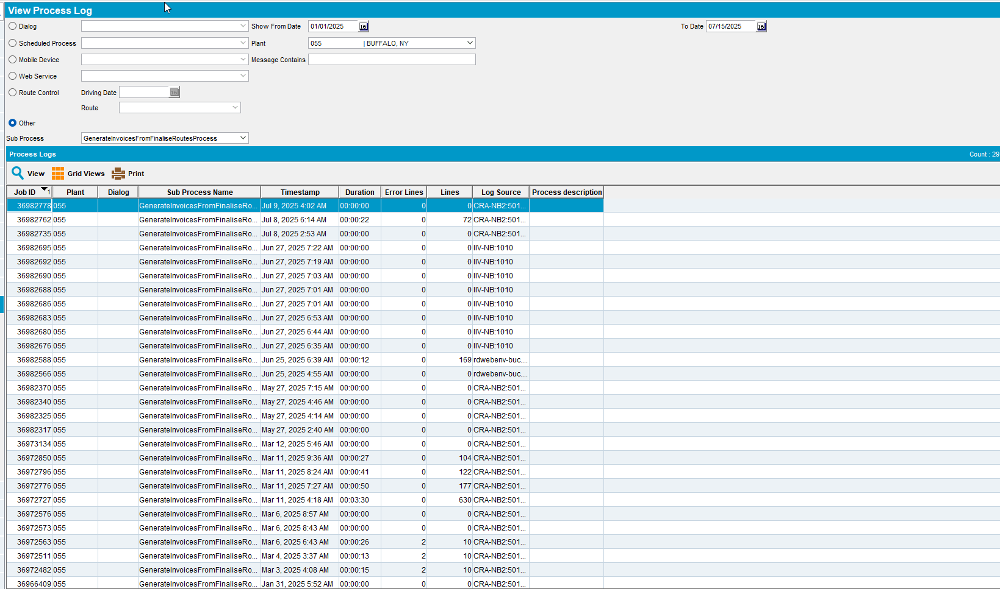 View Process Log
Dialog Show From Date 01/01/2025 16 To Date 07/15/2025 16
Scheduled Process Plant 055 | BUFFALO, NY
Mobile Device Message Contains
Web Service
Route Control Driving Date 16
Route
Other
Sub Process GenerateInvoicesFromFinaliseRoutesProcess
Process Logs Count : 29
View Grid Views Print
Job ID 1 Plant Dialog Sub Process Name Timestamp Duration Error Lines Lines Log Source Process description
36982778 055 GenerateInvoicesFromFinaliseRo... Jul 9, 2025 4:02 AM 00:00:00 0 0 CRA-NB2:501...
36982762 055 GenerateInvoicesFromFinaliseRo... Jul 8, 2025 6:14 AM 00:00:22 0 72 CRA-NB2:501...
36982735 055 GenerateInvoicesFromFinaliseRo... Jul 8, 2025 2:53 AM 00:00:00 0 0 CRA-NB2:501...
36982695 055 GenerateInvoicesFromFinaliseRo... Jun 27, 2025 7:22 AM 00:00:00 0 0 IIV-NB:1010
36982692 055 GenerateInvoicesFromFinaliseRo... Jun 27, 2025 7:19 AM 00:00:00 0 0 IIV-NB:1010
36982690 055 GenerateInvoicesFromFinaliseRo... Jun 27, 2025 7:03 AM 00:00:00 0 0 IIV-NB:1010
36982688 055 GenerateInvoicesFromFinaliseRo... Jun 27, 2025 7:01 AM 00:00:00 0 0 IIV-NB:1010
36982686 055 GenerateInvoicesFromFinaliseRo... Jun 27, 2025 7:01 AM 00:00:00 0 0 IIV-NB:1010
36982683 055 GenerateInvoicesFromFinaliseRo... Jun 27, 2025 6:53 AM 00:00:00 0 0 IIV-NB:1010
36982680 055 GenerateInvoicesFromFinaliseRo... Jun 27, 2025 6:44 AM 00:00:00 0 0 IIV-NB:1010
36982676 055 GenerateInvoicesFromFinaliseRo... Jun 27, 2025 6:35 AM 00:00:00 0 0 IIV-NB:1010
36982588 055 GenerateInvoicesFromFinaliseRo... Jun 25, 2025 6:39 AM 00:00:12 0 169 rdwebenv-buc....
36982566 055 GenerateInvoicesFromFinaliseRo... Jun 25, 2025 4:55 AM 00:00:00 0 0 rdwebenv-buc....
36982370 055 GenerateInvoicesFromFinaliseRo... May 27, 2025 7:15 AM 00:00:00 0 0 CRA-NB2:501...
36982340 055 GenerateInvoicesFromFinaliseRo... May 27, 2025 4:46 AM 00:00:00 0 0 CRA-NB2:501...
36982325 055 GenerateInvoicesFromFinaliseRo... May 27, 2025 4:14 AM 00:00:00 0 0 CRA-NB2:501...
36982317 055 GenerateInvoicesFromFinaliseRo... May 27, 2025 2:40 AM 00:00:00 0 0 CRA-NB2:501...
36973134 055 GenerateInvoicesFromFinaliseRo... Mar 12, 2025 5:46 AM 00:00:00 0 0 CRA-NB2:501...
36972850 055 GenerateInvoicesFromFinaliseRo... Mar 11, 2025 9:36 AM 00:00:27 0 104 CRA-NB2:501...
36972796 055 GenerateInvoicesFromFinaliseRo... Mar 11, 2025 8:24 AM 00:00:41 0 122 CRA-NB2:501...
36972776 055 GenerateInvoicesFromFinaliseRo... Mar 11, 2025 7:27 AM 00:00:50 0 177 CRA-NB2:501...
36972727 055 GenerateInvoicesFromFinaliseRo... Mar 11, 2025 4:18 AM 00:03:30 0 630 CRA-NB2:501...
36972576 055 GenerateInvoicesFromFinaliseRo... Mar 6, 2025 8:57 AM 00:00:00 0 0 CRA-NB2:501...
36972573 055 GenerateInvoicesFromFinaliseRo... Mar 6, 2025 8:43 AM 00:00:00 0 0 CRA-NB2:501...
36972563 055 GenerateInvoicesFromFinaliseRo... Mar 6, 2025 6:43 AM 00:00:26 2 10 CRA-NB2:501...
36972511 055 GenerateInvoicesFromFinaliseRo... Mar 4, 2025 3:37 AM 00:00:13 2 10 CRA-NB2:501...
36972482 055 GenerateInvoicesFromFinaliseRo... Mar 3, 2025 4:08 AM 00:00:15 2 10 CRA-NB2:501...
36966409 055 GenerateInvoicesFromFinaliseRo... Jan 31, 2025 5:52 AM 00:00:00 0 0 CRA-NB2:501...